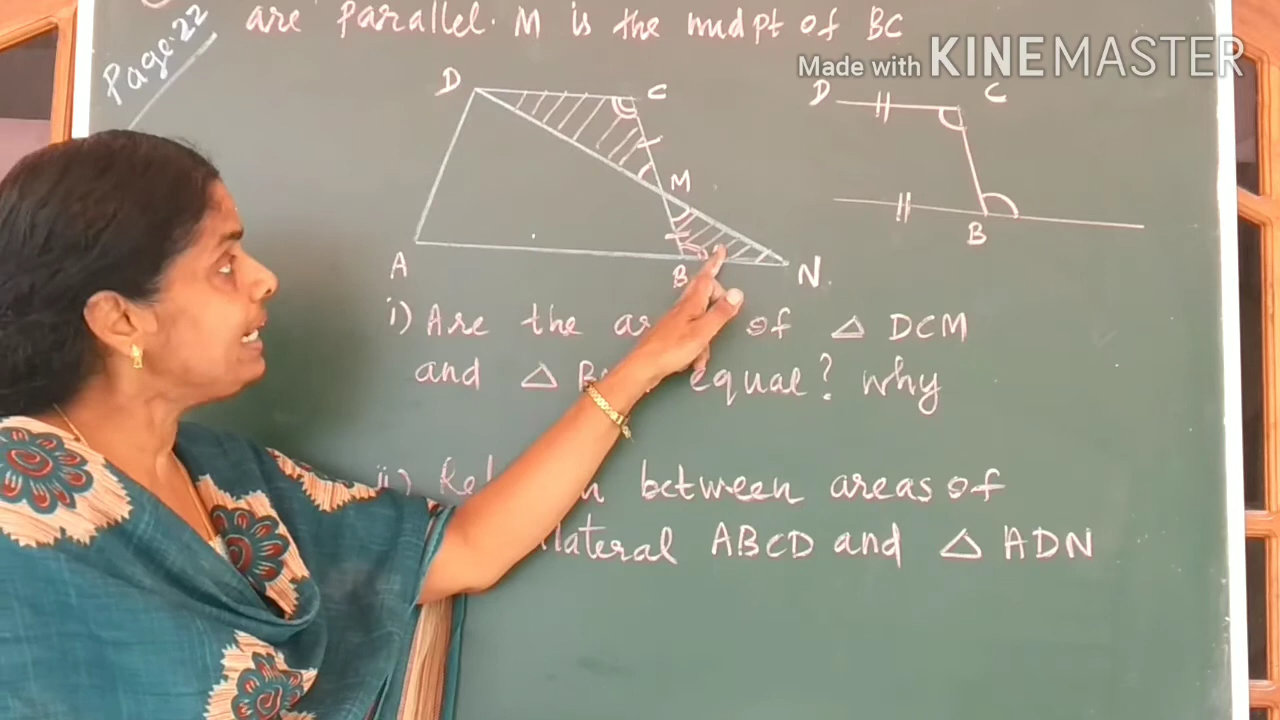 are parallel. M is the midpt of BC
Page:22
Made with KINEMASTER
D
C
M
A
B
N
D
C
B
i) Are the of △ DCM
and △ equal? why
ii) between areas of
ABCD and △ ADN